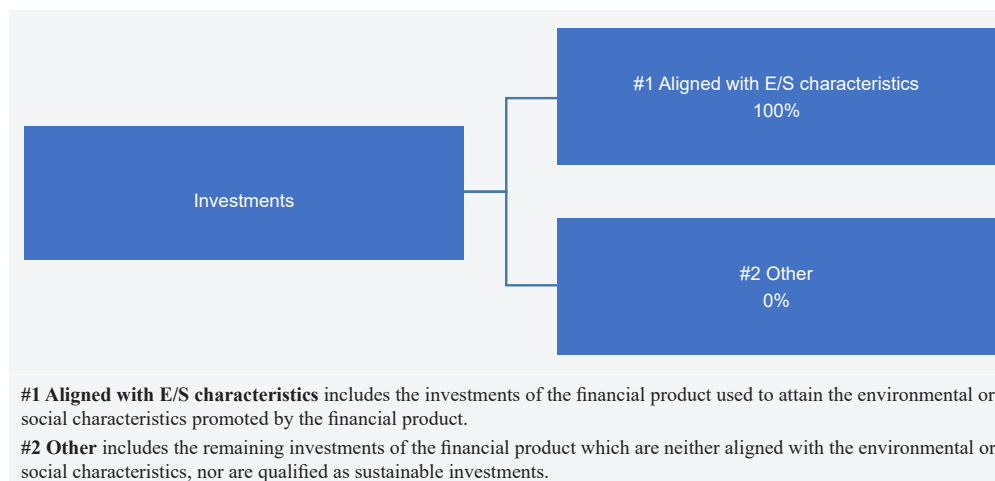 #1 Aligned with E/S characteristics
100%
Investments
#2 Other
0%
#1 Aligned with E/S characteristics includes the investments of the financial product used to attain the environmental or
social characteristics promoted by the financial product.
#2 Other includes the remaining investments of the financial product which are neither aligned with the environmental or
social characteristics, nor are qualified as sustainable investments.